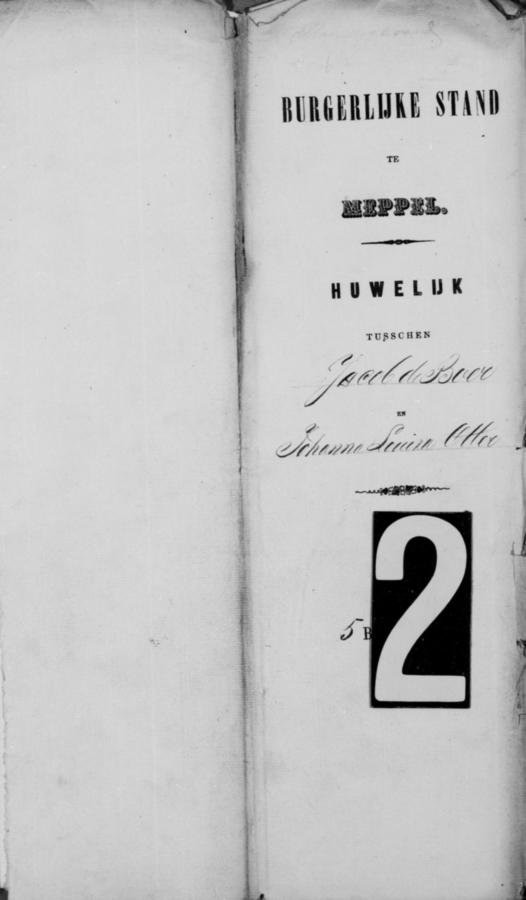 BURGERLIJKE STAND
TE
MEPPEL.
HUWELIJK
TUSSCHEN
Jacob de Boer
EN
Johanna Louisa Otter
5 B
2